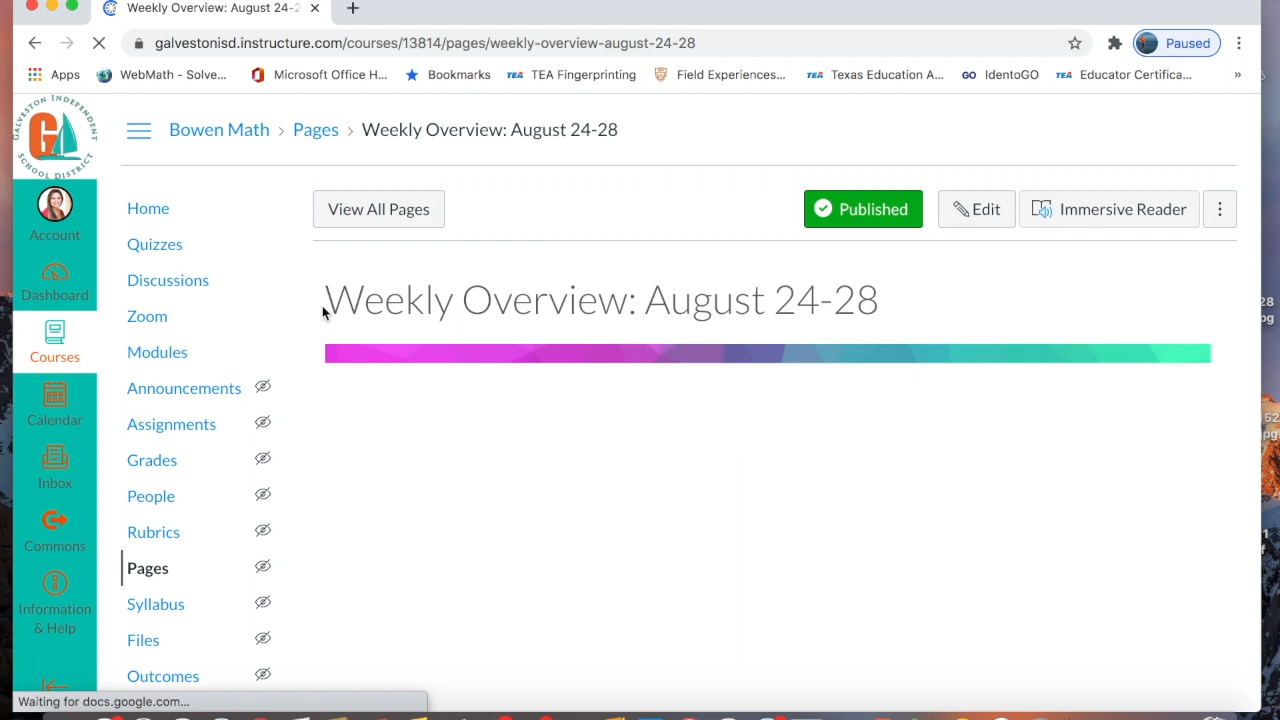 Weekly Overview: August 24-2
galvestonisd.instructure.com/courses/13814/pages/weekly-overview-august-24-28
Paused
Apps
WebMath - Solve...
Microsoft Office H...
Bookmarks
TEA Fingerprinting
Field Experiences...
Texas Education A...
IdentoGO
Educator Certifica...
»
GALVESTON INDEPENDENT
SCHOOL DISTRICT
Bowen Math > Pages > Weekly Overview: August 24-28
Account
Dashboard
Courses
Calendar
Inbox
Commons
Information
& Help
Home
Quizzes
Discussions
Zoom
Modules
Announcements
Assignments
Grades
People
Rubrics
Pages
Syllabus
Files
Outcomes
View All Pages
Published
Edit
Immersive Reader
Weekly Overview: August 24-28
Waiting for docs.google.com...